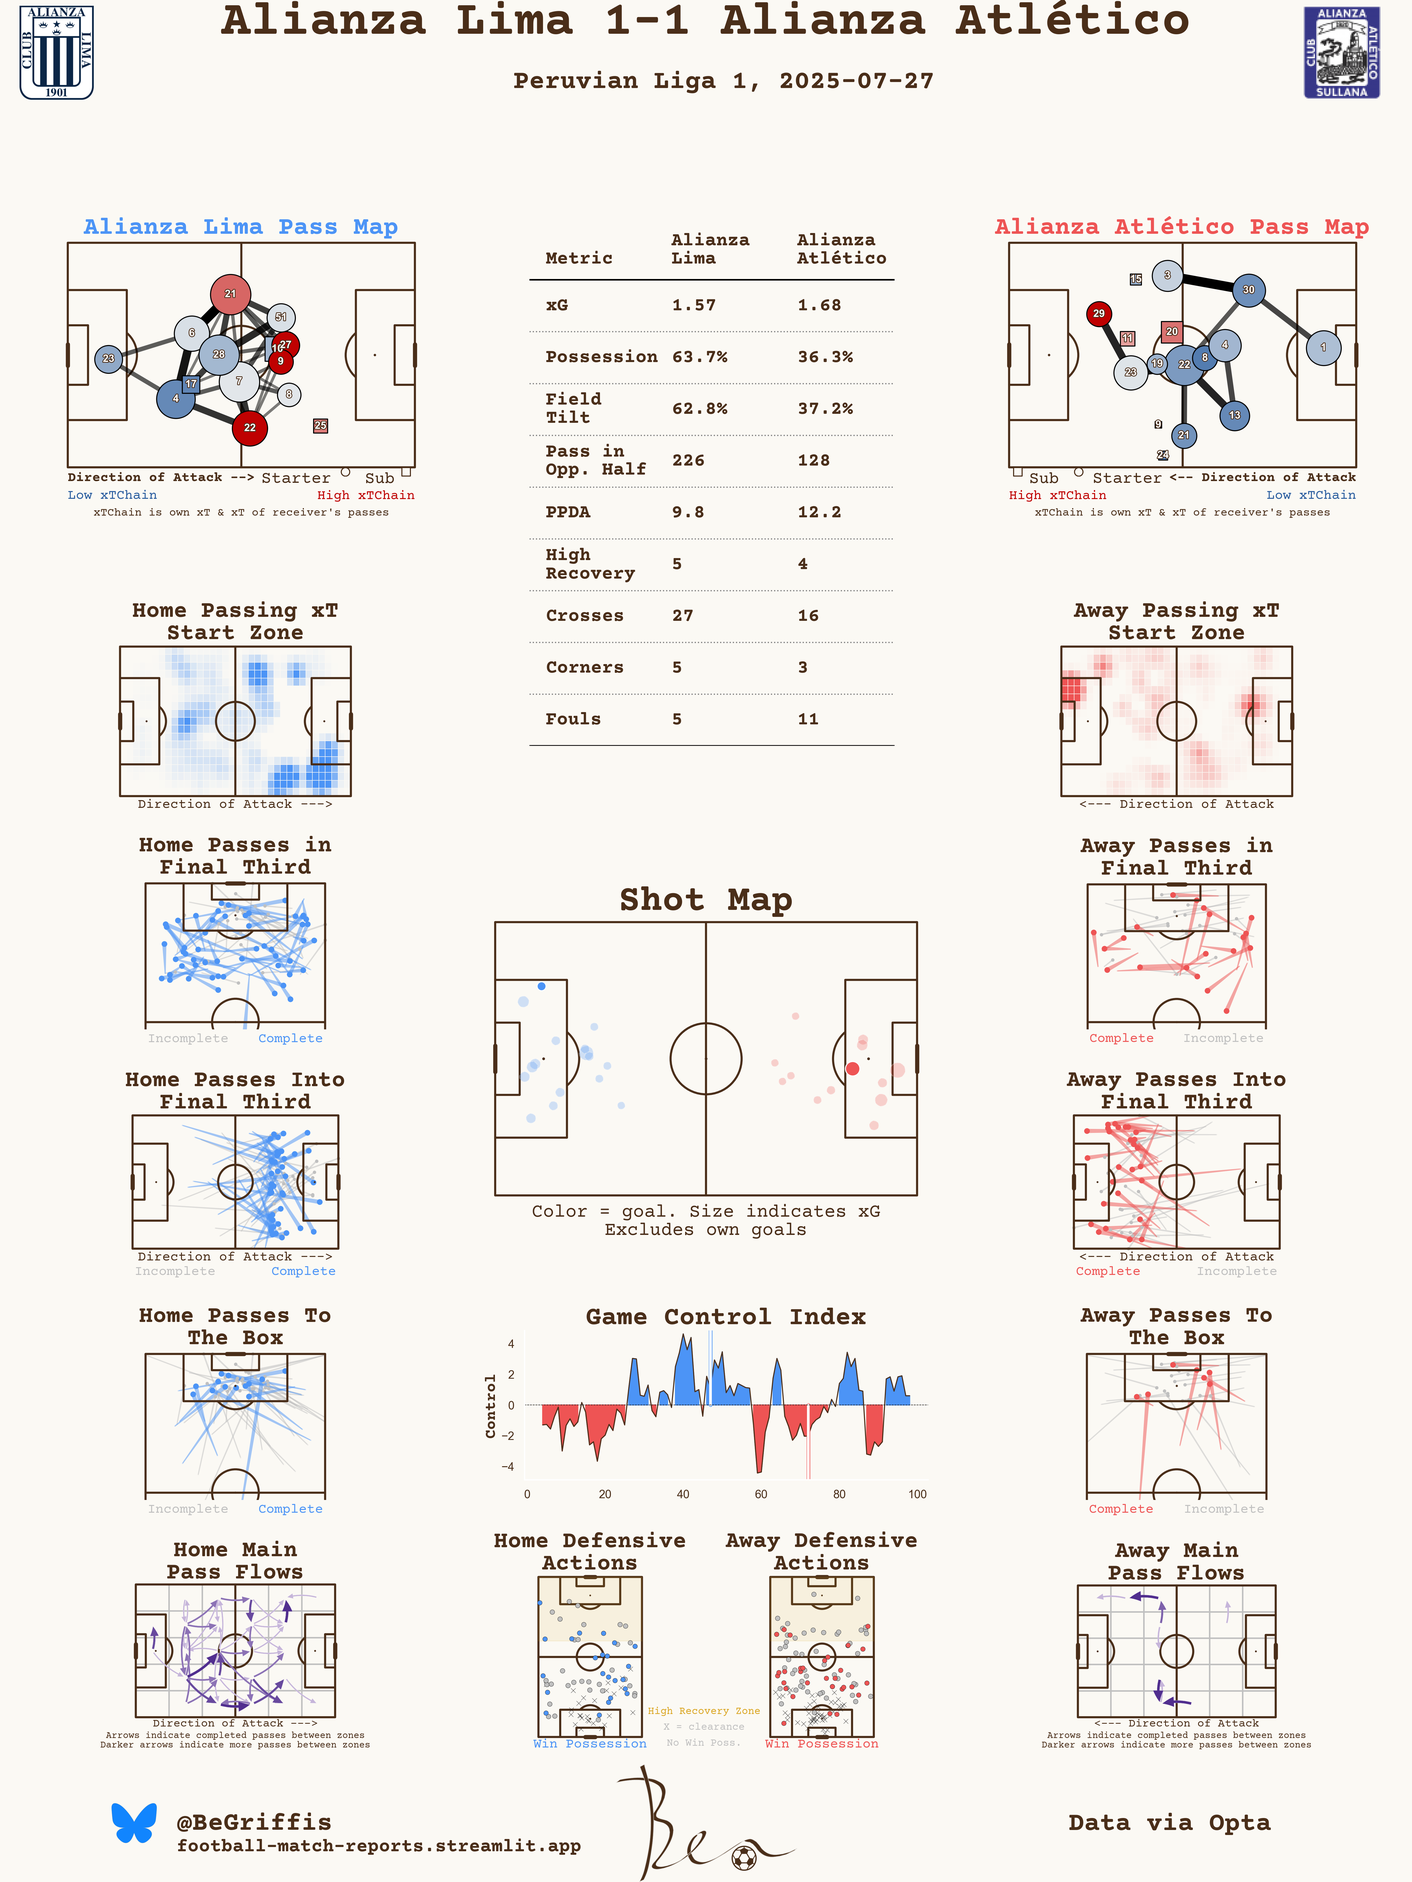 Alianza Lima 1-1 Alianza Atlético
Peruvian Liga 1, 2025-07-27
ALIANZA
CLUB
LIMA
1901
ALIANZA
CLUB
ATLÉTICO
SULLANA
Alianza Lima Pass Map
21
51
6
28
27
10
9
23
17
7
4
8
22
25
Direction of Attack --> Starter Sub
Low xTChain High xTChain
xTChain is own xT & xT of receiver's passes
Metric Alianza Lima Alianza Atlético
xG 1.57 1.68
Possession 63.7% 36.3%
Field Tilt 62.8% 37.2%
Pass in Opp. Half 226 128
PPDA 9.8 12.2
High Recovery 5 4
Crosses 27 16
Corners 5 3
Fouls 5 11
Alianza Atlético Pass Map
15
3
30
29
11
20
4
1
19
22
8
23
13
9
21
24
Sub Starter <-- Direction of Attack
High xTChain Low xTChain
xTChain is own xT & xT of receiver's passes
Home Passing xT
Start Zone
Direction of Attack --->
Away Passing xT
Start Zone
<--- Direction of Attack
Home Passes in
Final Third
Incomplete Complete
Away Passes in
Final Third
Complete Incomplete
Shot Map
Color = goal. Size indicates xG
Excludes own goals
Home Passes Into
Final Third
Direction of Attack --->
Incomplete Complete
Away Passes Into
Final Third
<--- Direction of Attack
Complete Incomplete
Home Passes To
The Box
Incomplete Complete
Game Control Index
Control
4
2
0
−2
−4
0 20 40 60 80 100
Away Passes To
The Box
Complete Incomplete
Home Main
Pass Flows
Direction of Attack --->
Arrows indicate completed passes between zones
Darker arrows indicate more passes between zones
Home Defensive
Actions
Win Possession
High Recovery Zone
X = clearance
No Win Poss.
Away Defensive
Actions
Win Possession
Away Main
Pass Flows
<--- Direction of Attack
Arrows indicate completed passes between zones
Darker arrows indicate more passes between zones
@BeGriffis
football-match-reports.streamlit.app
Ben
Data via Opta